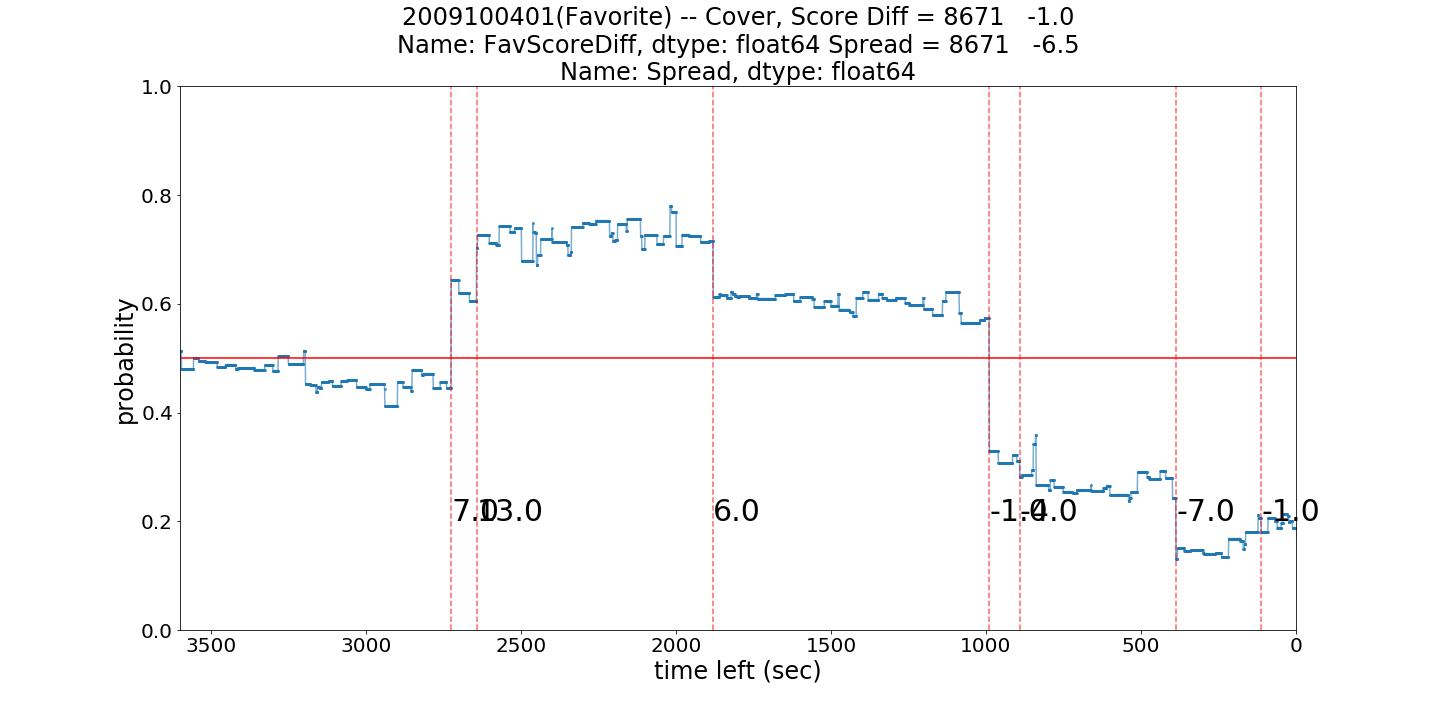 2009100401(Favorite) -- Cover, Score Diff = 8671   -1.0
Name: FavScoreDiff, dtype: float64 Spread = 8671   -6.5
Name: Spread, dtype: float64
1.0
0.8
0.6
0.4
0.2
0.0
probability
7.0 13.0 6.0 -1.0 -4.0 -7.0 -1.0
3500 3000 2500 2000 1500 1000 500 0
time left (sec)